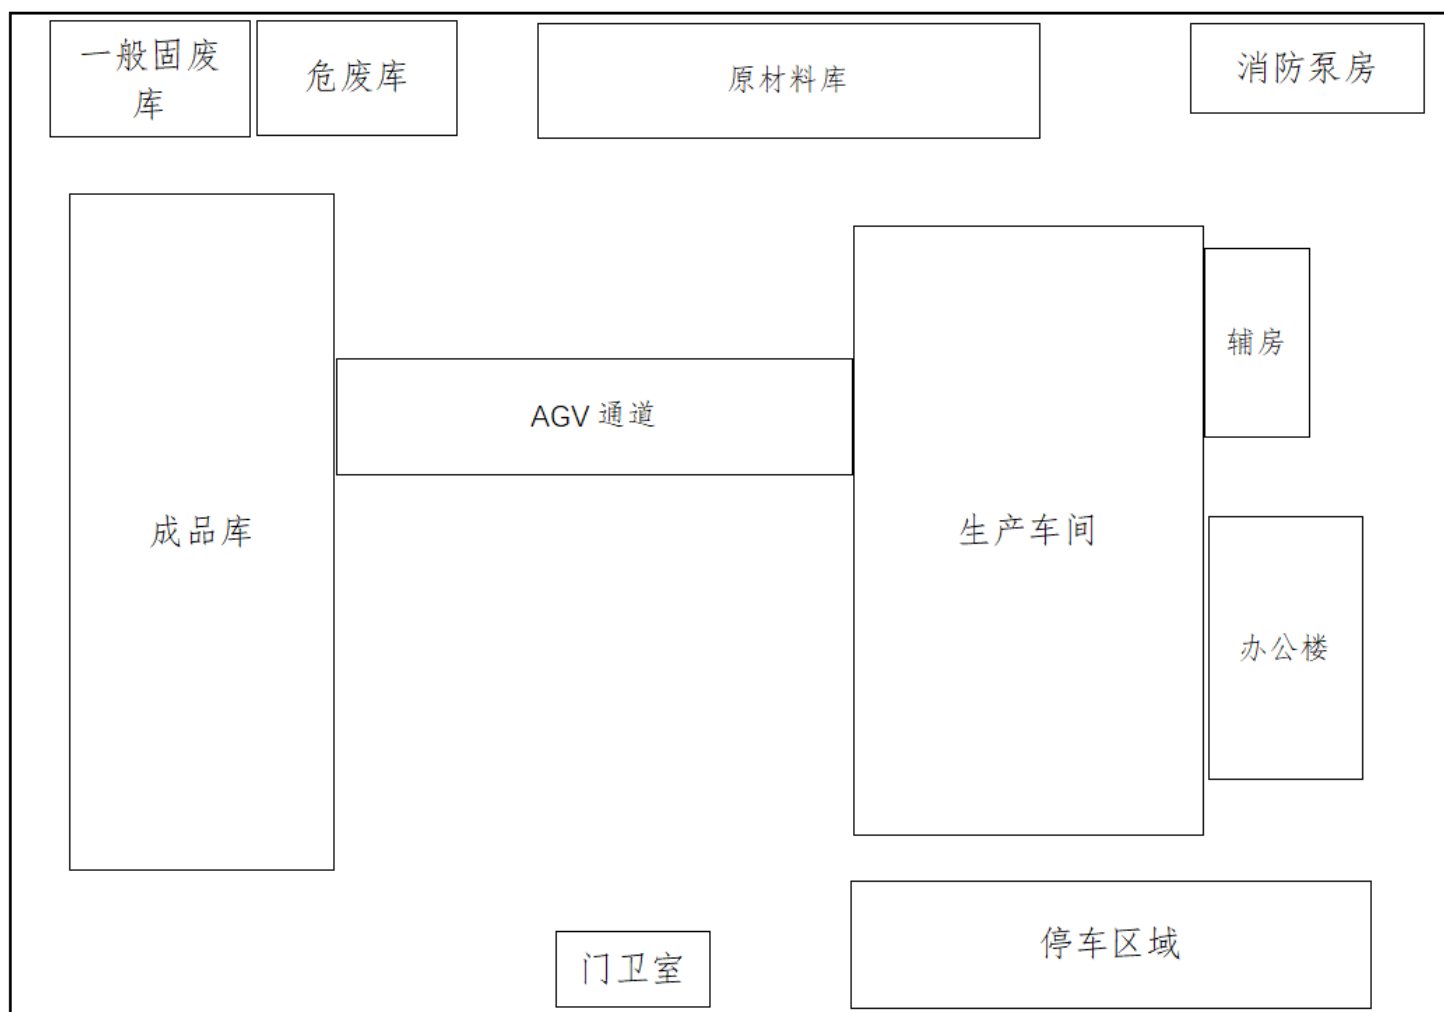 一般固废
库
危废库
原材料库
消防泵房
辅房
AGV 通道
成品库
生产车间
办公楼
停车区域
门卫室